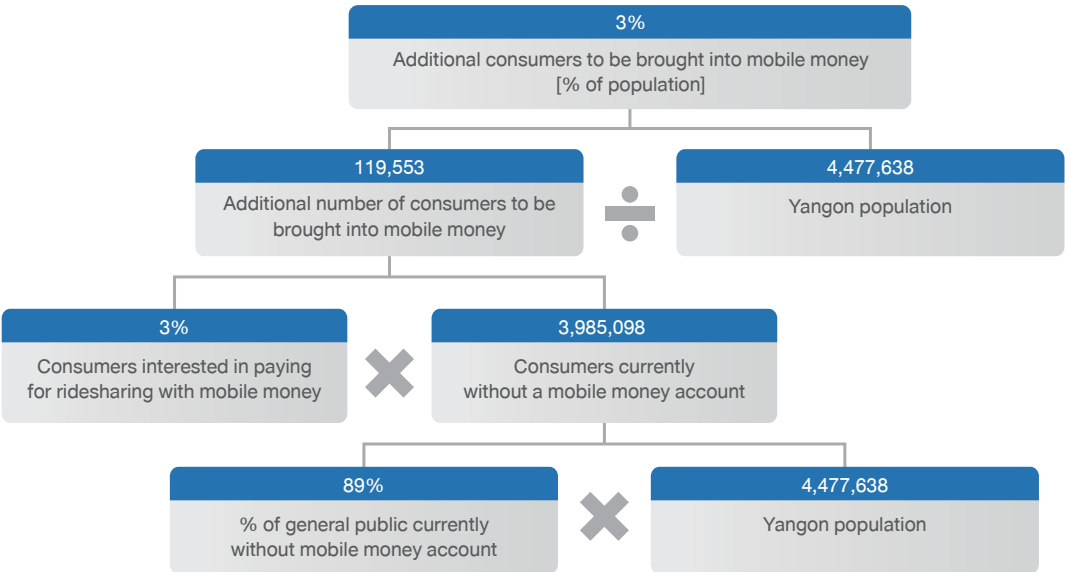 3%
Additional consumers to be brought into mobile money
[% of population]
119,553
Additional number of consumers to be
brought into mobile money
4,477,638
Yangon population
3%
Consumers interested in paying
for ridesharing with mobile money
3,985,098
Consumers currently
without a mobile money account
89%
% of general public currently
without mobile money account
4,477,638
Yangon population